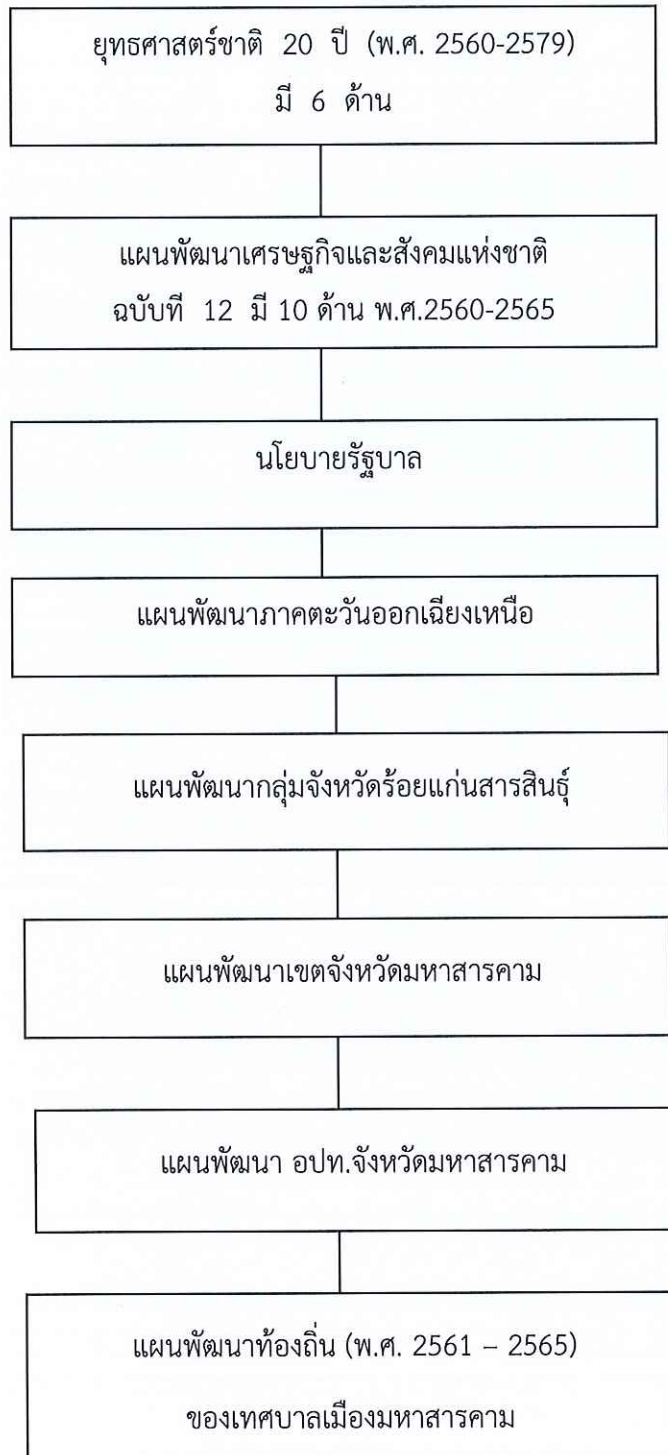 ยุทธศาสตร์ชาติ 20 ปี (พ.ศ. 2560-2579)
มี 6 ด้าน
แผนพัฒนาเศรษฐกิจและสังคมแห่งชาติ
ฉบับที่ 12 มี 10 ด้าน พ.ศ.2560-2565
นโยบายรัฐบาล
แผนพัฒนาภาคตะวันออกเฉียงเหนือ
แผนพัฒนากลุ่มจังหวัดร้อยแก่นสารสินธุ์
แผนพัฒนาเขตจังหวัดมหาสารคาม
แผนพัฒนา อปท.จังหวัดมหาสารคาม
แผนพัฒนาท้องถิ่น (พ.ศ. 2561 – 2565)
ของเทศบาลเมืองมหาสารคาม